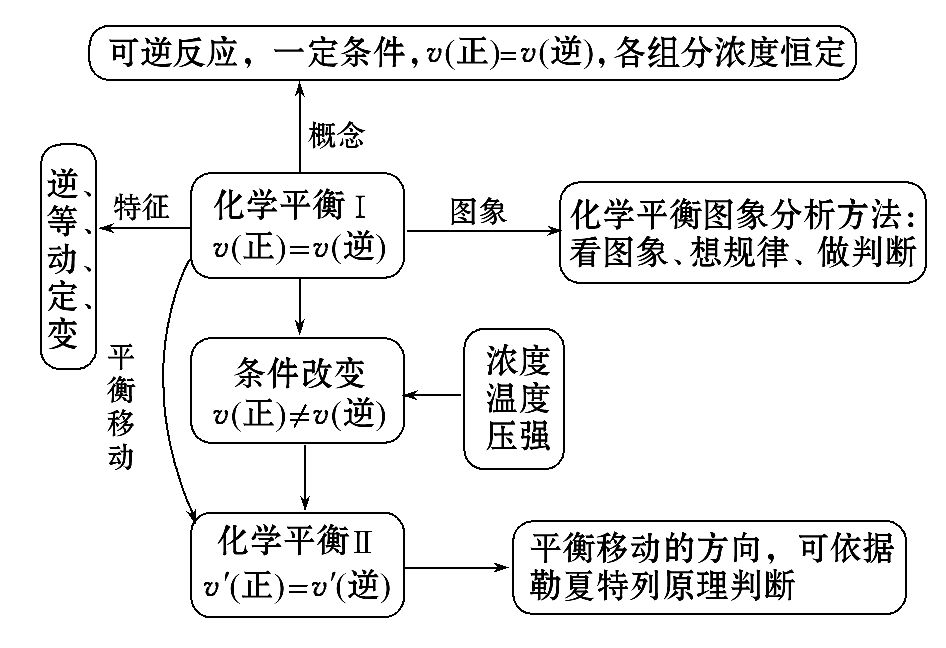 可逆反应，一定条件，v(正)=v(逆)，各组分浓度恒定
概念
逆、
等、
动、
定、
变
特征
化学平衡Ⅰ
v(正)=v(逆)
图象
化学平衡图象分析方法：
看图象、想规律、做判断
平
衡
移
动
条件改变
v(正)≠v(逆)
浓度
温度
压强
化学平衡Ⅱ
v′(正)=v′(逆)
平衡移动的方向，可依据
勒夏特列原理判断